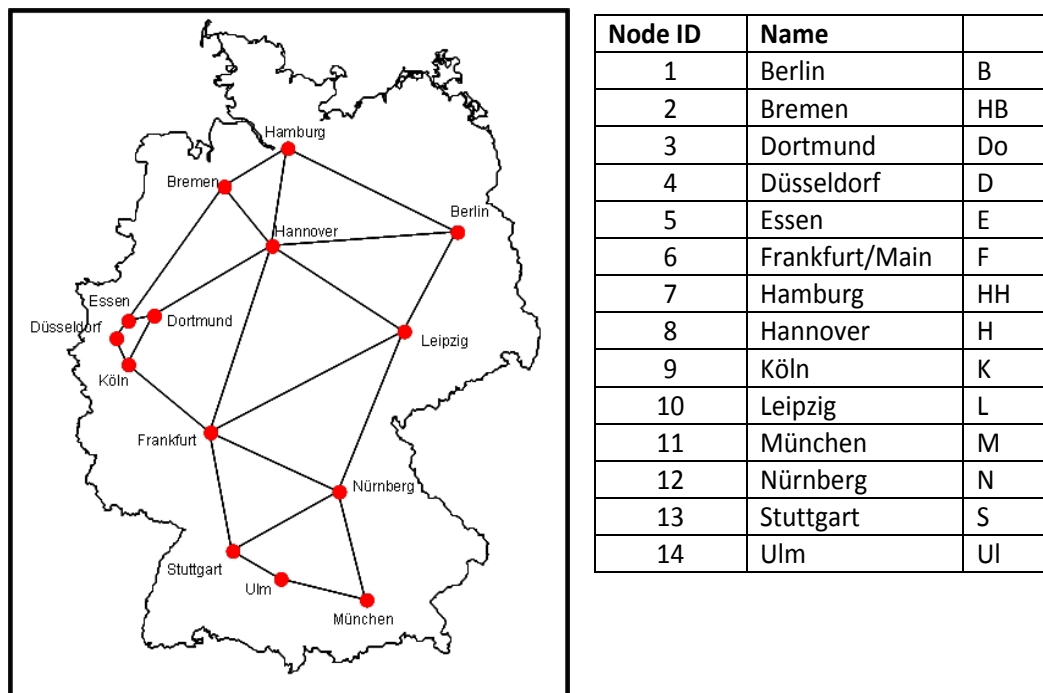 Hamburg
Bremen
Berlin
Hannover
Essen
Dortmund
Düsseldorf
Leipzig
Köln
Frankfurt
Nürnberg
Stuttgart
Ulm
München
Node ID Name
1 Berlin B
2 Bremen HB
3 Dortmund Do
4 Düsseldorf D
5 Essen E
6 Frankfurt/Main F
7 Hamburg HH
8 Hannover H
9 Köln K
10 Leipzig L
11 München M
12 Nürnberg N
13 Stuttgart S
14 Ulm Ul